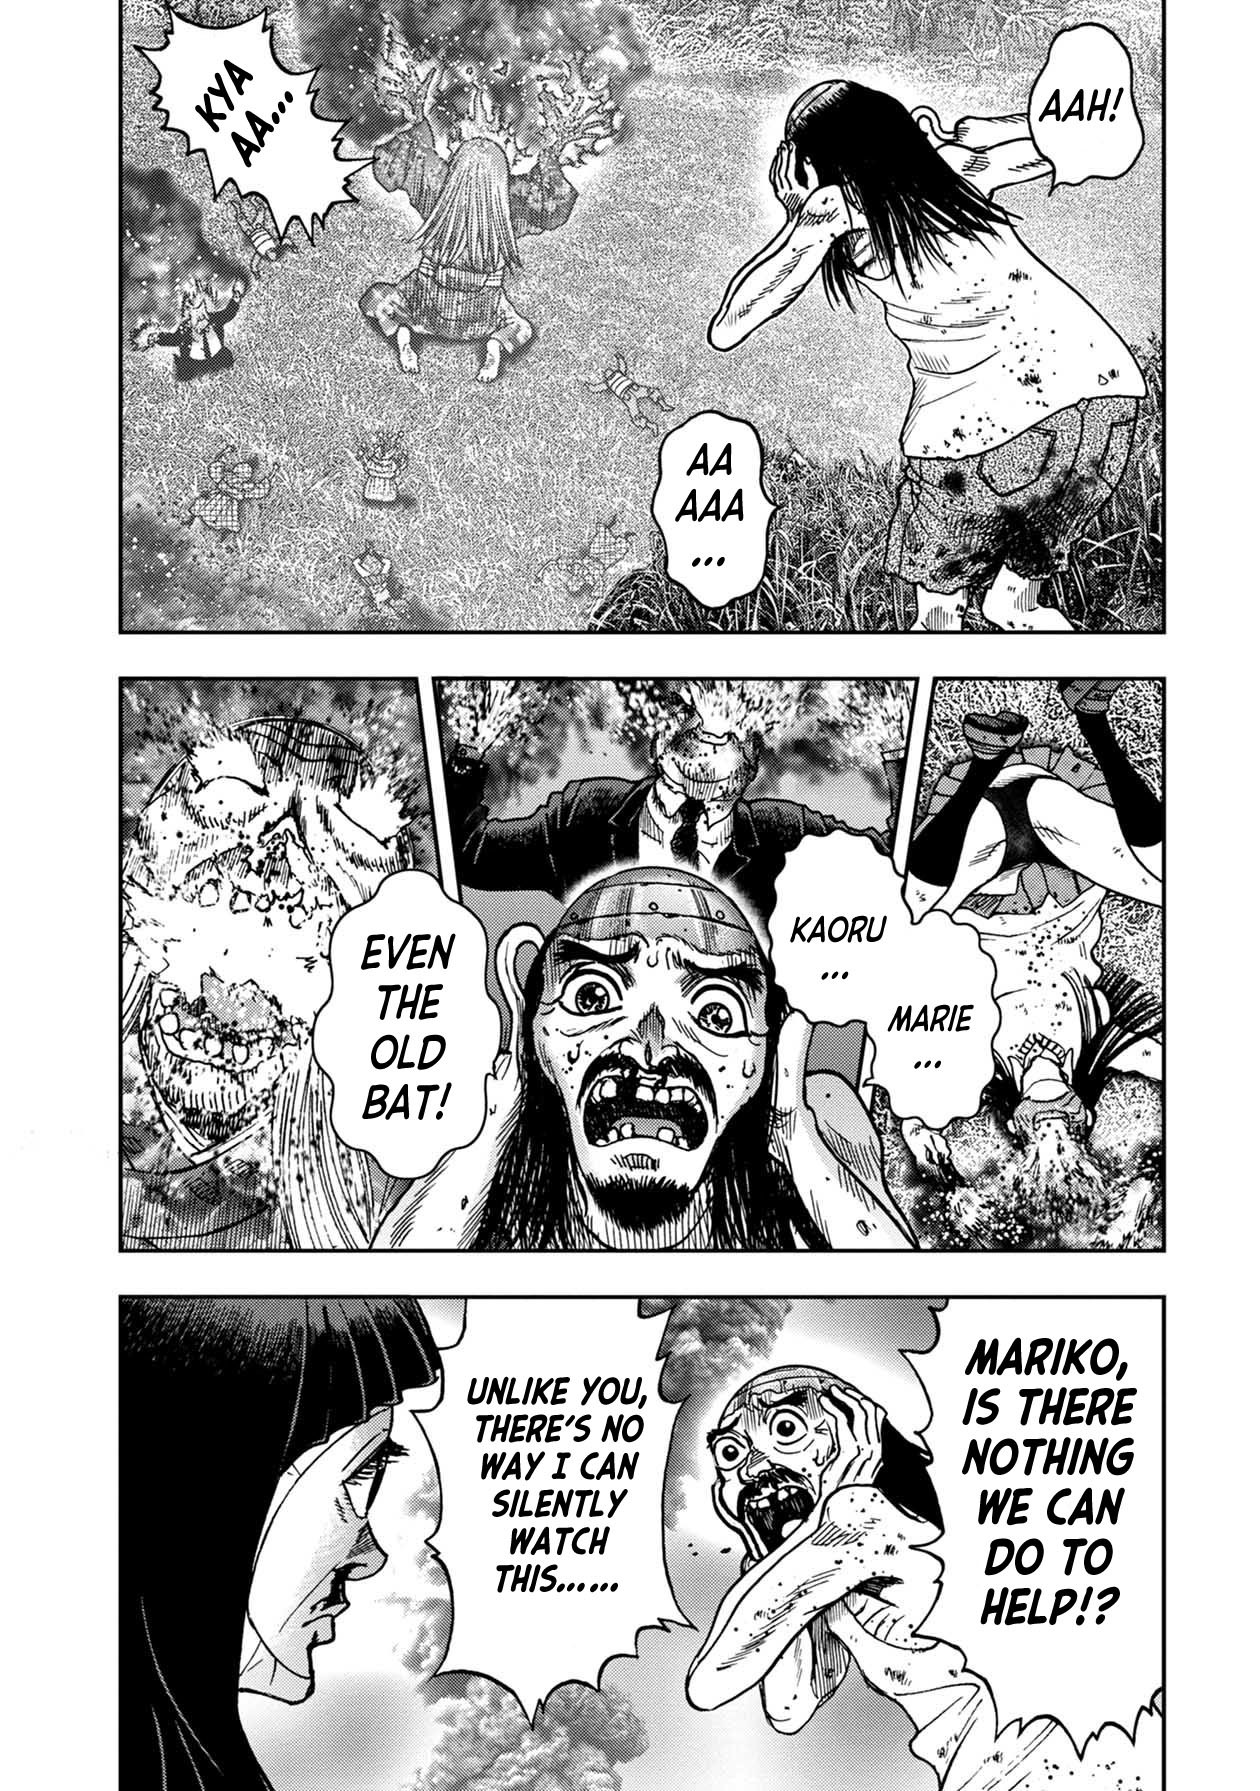 AAH!
KYA
AA...
AA
AAA
...
KAORU
...
MARIE
...
EVEN
THE
OLD
BAT!
MARIKO,
IS THERE
NOTHING
WE CAN
DO TO
HELP!?
UNLIKE YOU,
THERE'S NO
WAY I CAN
SILENTLY
WATCH
THIS......